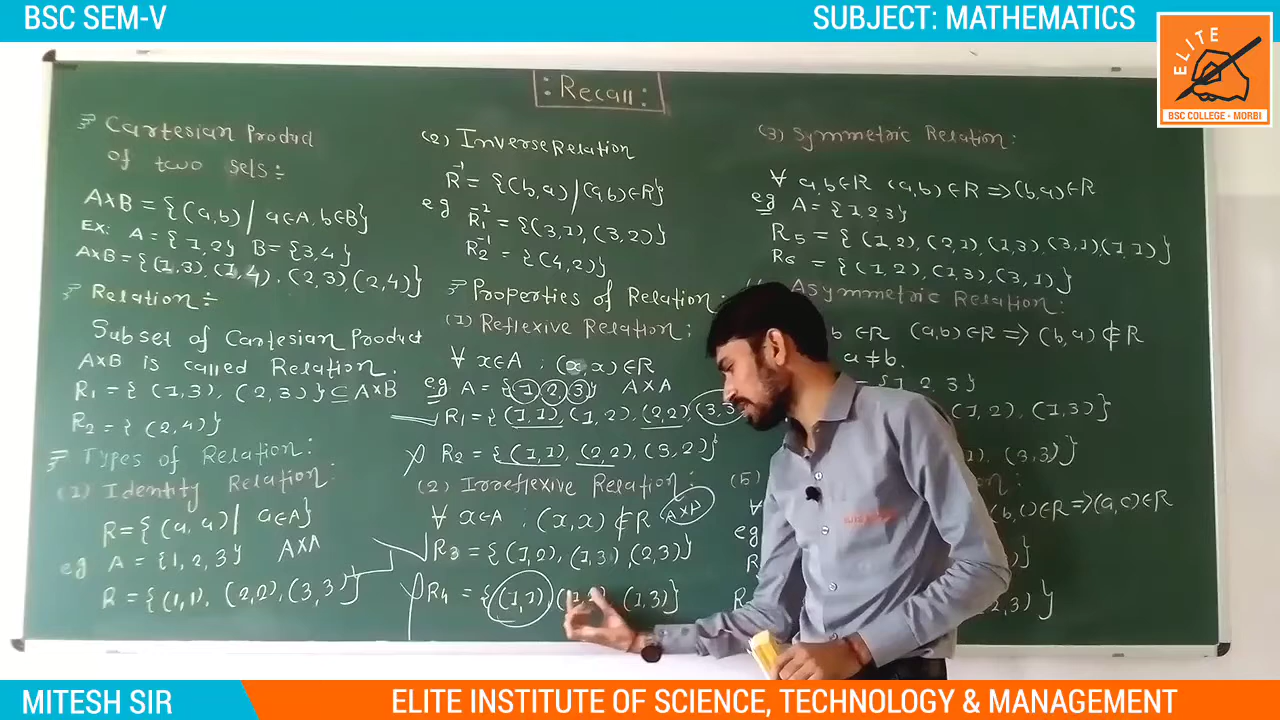 BSC SEM-V
SUBJECT: MATHEMATICS
ELITE
BSC COLLEGE - MORBI
: Recall :
⇒ Cartesian Product
of two sets :-
A×B = {(a,b) / a∈A, b∈B}
EX: A = {1,2} B = {3,4}
A×B = {(1,3), (1,4), (2,3) (2,4)}
⇒ Relation :-
Subset of Cartesian Product
A×B is called Relation.
R₁ = {(1,3), (2,3)} ⊆ A×B
R₂ = {(2,4)}
⇒ Types of Relation :
(1) Identity Relation :
R = {(a,a) / a∈A}
eg A = {1,2,3} A×A
R = {(1,1), (2,2), (3,3)}
(2) Inverse Relation
R⁻¹ = {(b,a) / (a,b)∈R}
eg R₁⁻¹ = {(3,1), (3,2)}
R₂⁻¹ = {(4,2)}
⇒ Properties of Relation :
(1) Reflexive Relation :
∀ x∈A ; (x,x)∈R
eg A = {1,2,3} A×A
R₁ = {(1,1), (1,2), (2,2), (3,3
R₂ = {(1,1), (2,2), (3,2)}
(2) Irreflexive Relation :
∀ x∈A ; (x,x)∉R A×A
R₃ = {(1,2), (1,3), (2,3)}
R₄ = {(1,1), (1, (1,3)}
(3) Symmetric Relation :
∀ a,b∈R (a,b)∈R ⇒ (b,a)∈R
eg A = {1,2,3}
R₅ = {(1,2), (2,1), (1,3) (3,1) (1,1)}
R₆ = {(1,2), (1,3), (3,1)}
Asymmetric Relation :
b ∈R (a,b)∈R ⇒ (b,a)∉R
a ≠ b.
= {1,2,3}
(1,2), (1,3)}
, (3,3)}
(5)
∀ (b,c)∈R ⇒ (a,c)∈R
eg
R
R 2,3)}
MITESH SIR
ELITE INSTITUTE OF SCIENCE, TECHNOLOGY & MANAGEMENT